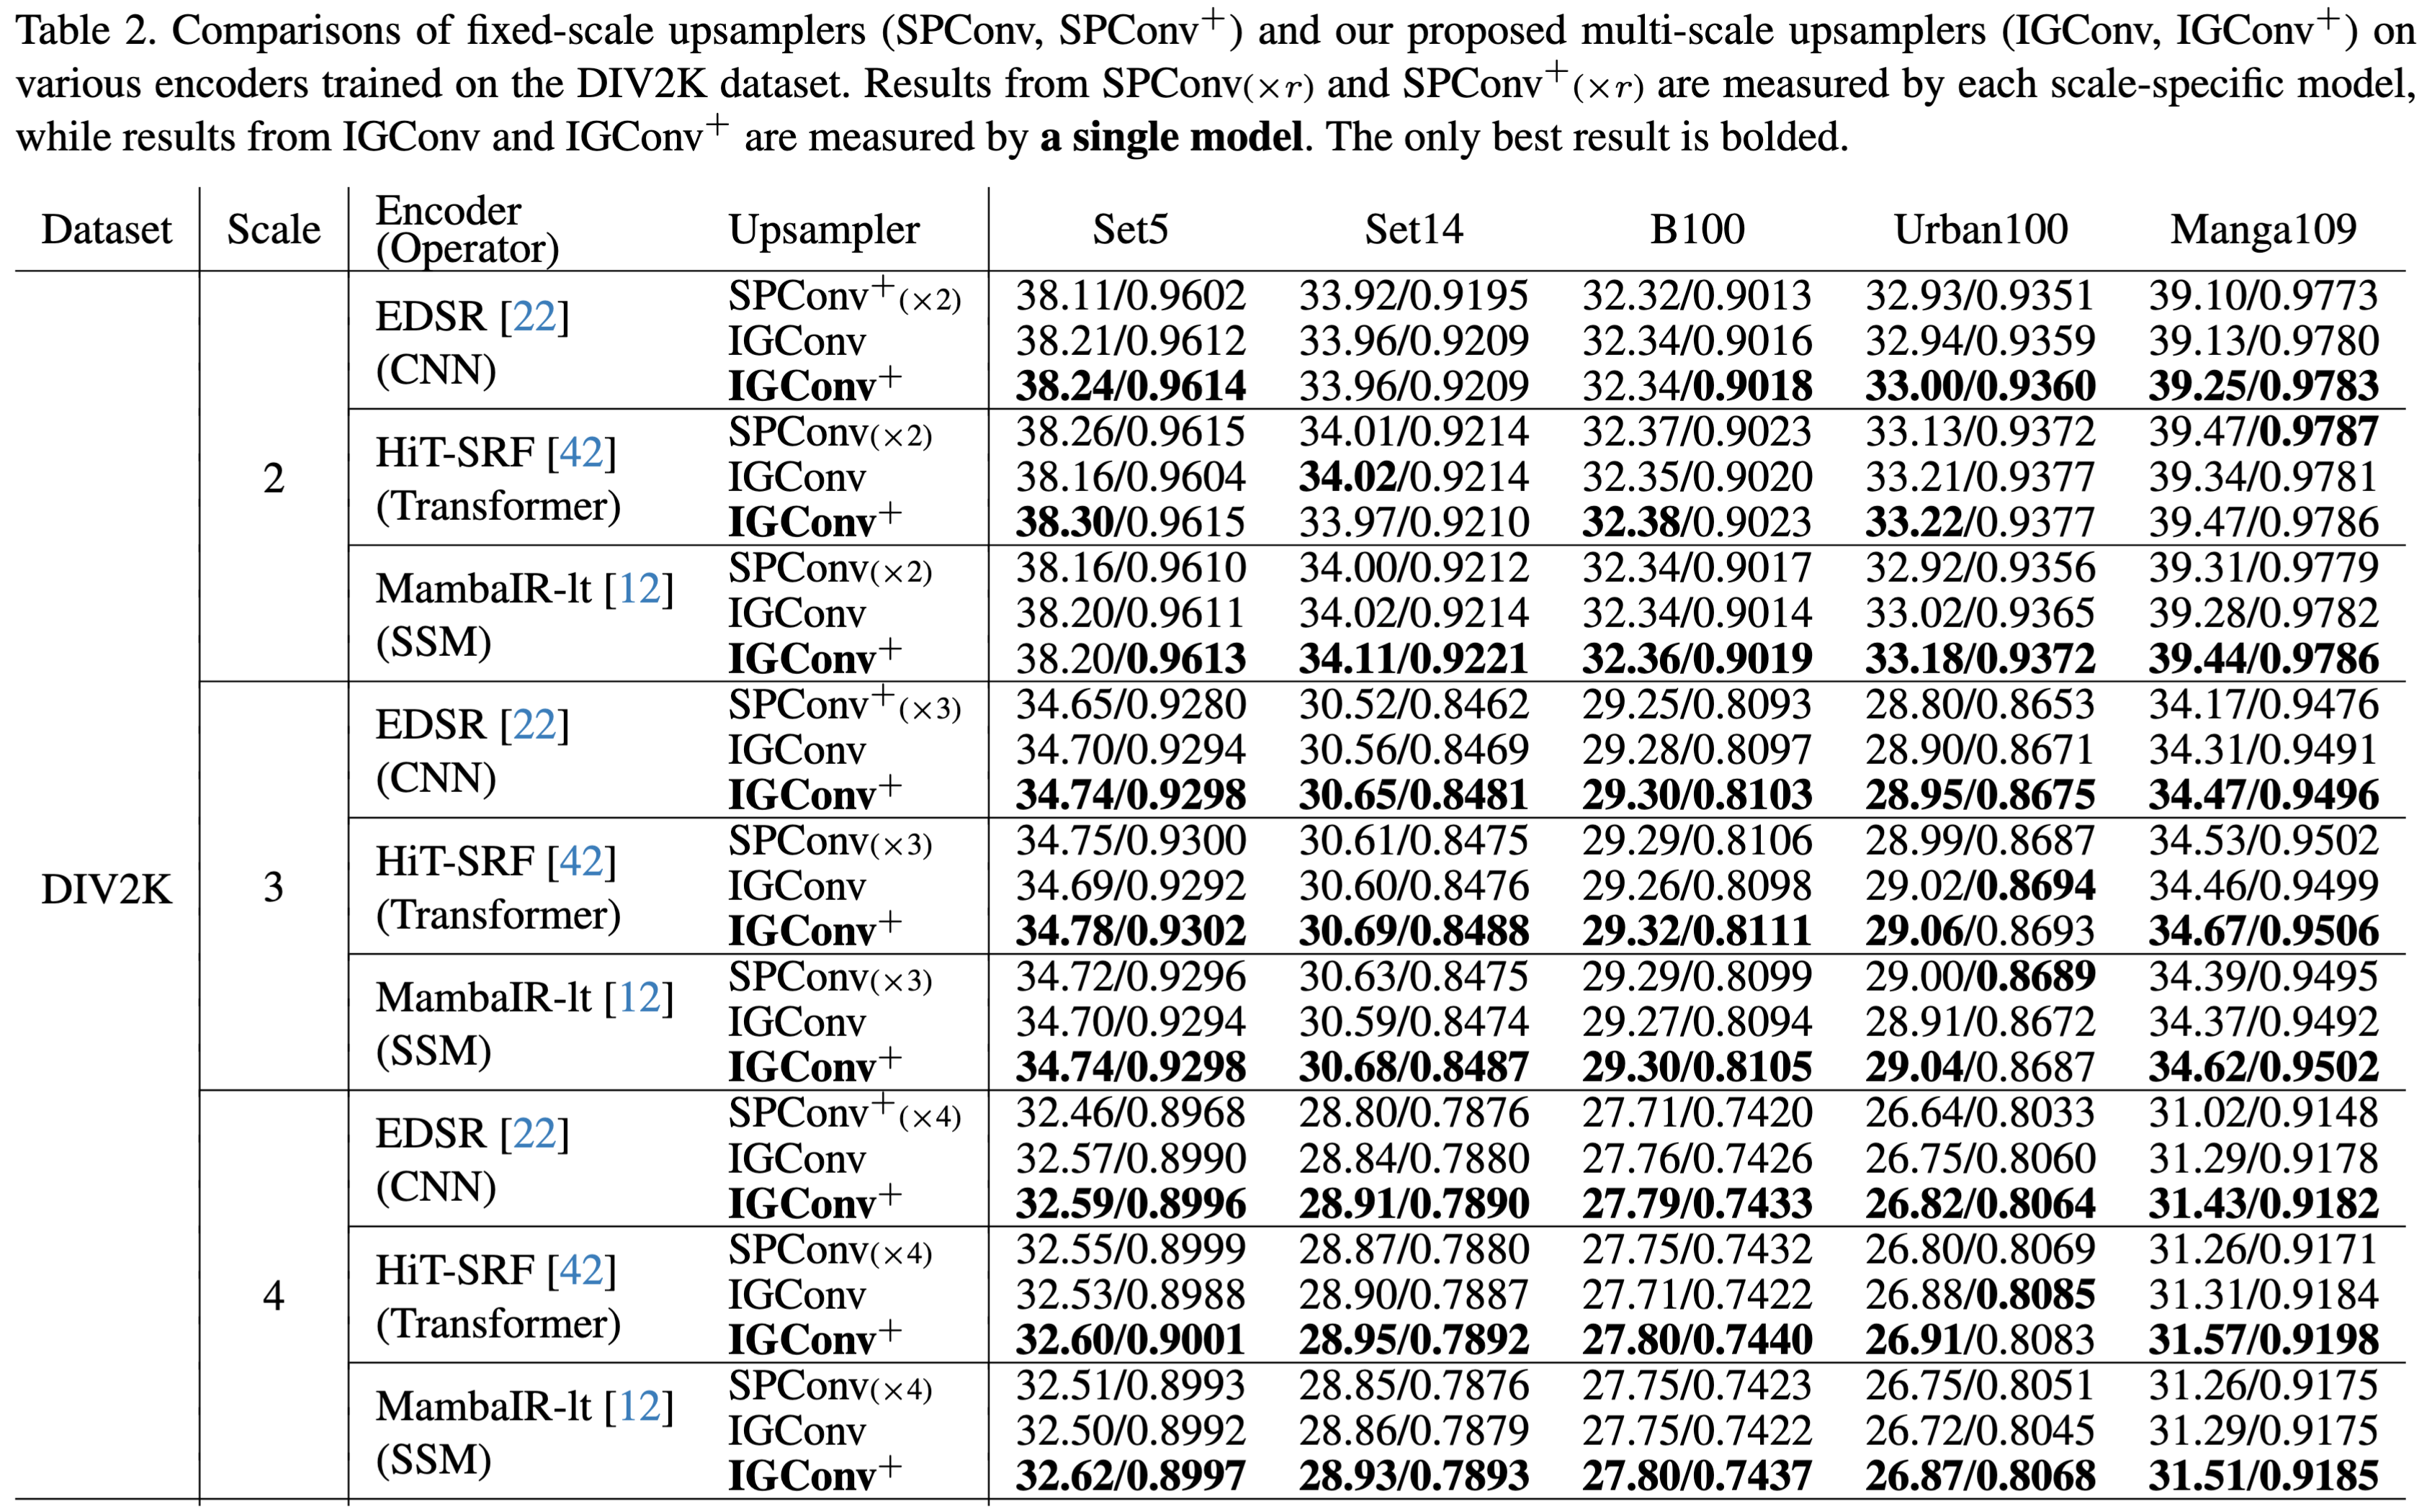 Table 2. Comparisons of fixed-scale upsamplers (SPConv, SPConv⁺) and our proposed multi-scale upsamplers (IGConv, IGConv⁺) on
various encoders trained on the DIV2K dataset. Results from SPConv(×r) and SPConv⁺(×r) are measured by each scale-specific model,
while results from IGConv and IGConv⁺ are measured by a single model. The only best result is bolded.
Dataset Scale Encoder (Operator) Upsampler Set5 Set14 B100 Urban100 Manga109
DIV2K
2
EDSR [22] (CNN)
SPConv⁺(×2) 38.11/0.9602 33.92/0.9195 32.32/0.9013 32.93/0.9351 39.10/0.9773
IGConv 38.21/0.9612 33.96/0.9209 32.34/0.9016 32.94/0.9359 39.13/0.9780
IGConv⁺ 38.24/0.9614 33.96/0.9209 32.34/0.9018 33.00/0.9360 39.25/0.9783
HiT-SRF [42] (Transformer)
SPConv(×2) 38.26/0.9615 34.01/0.9214 32.37/0.9023 33.13/0.9372 39.47/0.9787
IGConv 38.16/0.9604 34.02/0.9214 32.35/0.9020 33.21/0.9377 39.34/0.9781
IGConv⁺ 38.30/0.9615 33.97/0.9210 32.38/0.9023 33.22/0.9377 39.47/0.9786
MambaIR-lt [12] (SSM)
SPConv(×2) 38.16/0.9610 34.00/0.9212 32.34/0.9017 32.92/0.9356 39.31/0.9779
IGConv 38.20/0.9611 34.02/0.9214 32.34/0.9014 33.02/0.9365 39.28/0.9782
IGConv⁺ 38.20/0.9613 34.11/0.9221 32.36/0.9019 33.18/0.9372 39.44/0.9786
3
EDSR [22] (CNN)
SPConv⁺(×3) 34.65/0.9280 30.52/0.8462 29.25/0.8093 28.80/0.8653 34.17/0.9476
IGConv 34.70/0.9294 30.56/0.8469 29.28/0.8097 28.90/0.8671 34.31/0.9491
IGConv⁺ 34.74/0.9298 30.65/0.8481 29.30/0.8103 28.95/0.8675 34.47/0.9496
HiT-SRF [42] (Transformer)
SPConv(×3) 34.75/0.9300 30.61/0.8475 29.29/0.8106 28.99/0.8687 34.53/0.9502
IGConv 34.69/0.9292 30.60/0.8476 29.26/0.8098 29.02/0.8694 34.46/0.9499
IGConv⁺ 34.78/0.9302 30.69/0.8488 29.32/0.8111 29.06/0.8693 34.67/0.9506
MambaIR-lt [12] (SSM)
SPConv(×3) 34.72/0.9296 30.63/0.8475 29.29/0.8099 29.00/0.8689 34.39/0.9495
IGConv 34.70/0.9294 30.59/0.8474 29.27/0.8094 28.91/0.8672 34.37/0.9492
IGConv⁺ 34.74/0.9298 30.68/0.8487 29.30/0.8105 29.04/0.8687 34.62/0.9502
4
EDSR [22] (CNN)
SPConv⁺(×4) 32.46/0.8968 28.80/0.7876 27.71/0.7420 26.64/0.8033 31.02/0.9148
IGConv 32.57/0.8990 28.84/0.7880 27.76/0.7426 26.75/0.8060 31.29/0.9178
IGConv⁺ 32.59/0.8996 28.91/0.7890 27.79/0.7433 26.82/0.8064 31.43/0.9182
HiT-SRF [42] (Transformer)
SPConv(×4) 32.55/0.8999 28.87/0.7880 27.75/0.7432 26.80/0.8069 31.26/0.9171
IGConv 32.53/0.8988 28.90/0.7887 27.71/0.7422 26.88/0.8085 31.31/0.9184
IGConv⁺ 32.60/0.9001 28.95/0.7892 27.80/0.7440 26.91/0.8083 31.57/0.9198
MambaIR-lt [12] (SSM)
SPConv(×4) 32.51/0.8993 28.85/0.7876 27.75/0.7423 26.75/0.8051 31.26/0.9175
IGConv 32.50/0.8992 28.86/0.7879 27.75/0.7422 26.72/0.8045 31.29/0.9175
IGConv⁺ 32.62/0.8997 28.93/0.7893 27.80/0.7437 26.87/0.8068 31.51/0.9185